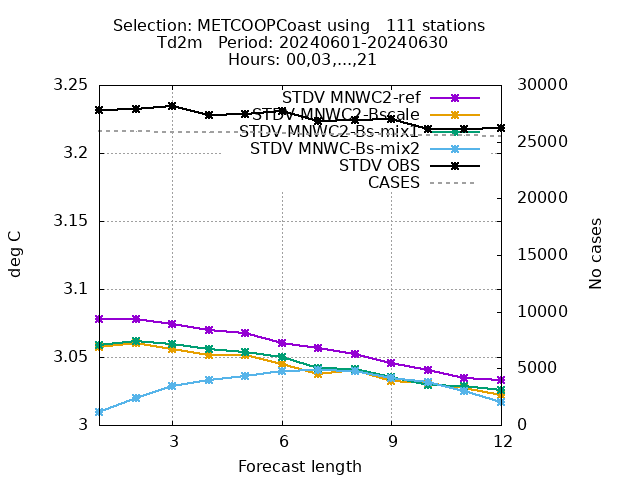 Selection: METCOOPCoast using   111 stations
Td2m   Period: 20240601-20240630
Hours: 00,03,...,21
3.25
3.2
3.15
3.1
3.05
3
deg C
30000
25000
20000
15000
10000
5000
0
No cases
STDV MNWC2-ref
STDV MNWC2-Bscale
STDV MNWC2-Bs-mix1
STDV MNWC-Bs-mix2
STDV OBS
CASES
3
6
9
12
Forecast length